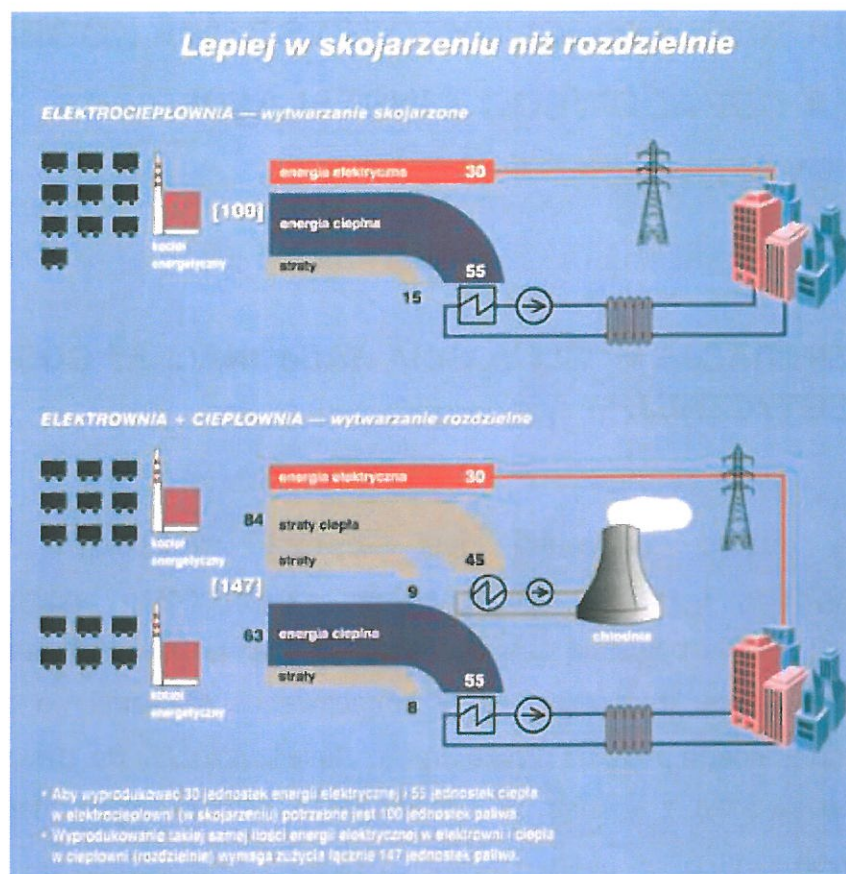 Lepiej w skojarzeniu niż rozdzielnie
ELEKTROCIEPŁOWNIA — wytwarzanie skojarzone
energia elektryczna 30
[100]
energia cieplna
kocioł
energetyczny
straty
55
15
ELEKTROWNIA + CIEPŁOWNIA — wytwarzanie rozdzielne
energia elektryczna 30
84
straty ciepła
kocioł
energetyczny
straty
45
[147]
9
63
energia cieplna
chłodnia
straty
kocioł
energetyczny
55
8
• Aby wyprodukować 30 jednostek energii elektrycznej i 55 jednostek ciepła
w elektrociepłowni (w skojarzeniu) potrzebne jest 100 jednostek paliwa.
• Wyprodukowanie takiej samej ilości energii elektrycznej w elektrowni i ciepła
w ciepłowni (rozdzielnie) wymaga zużycia łącznie 147 jednostek paliwa.